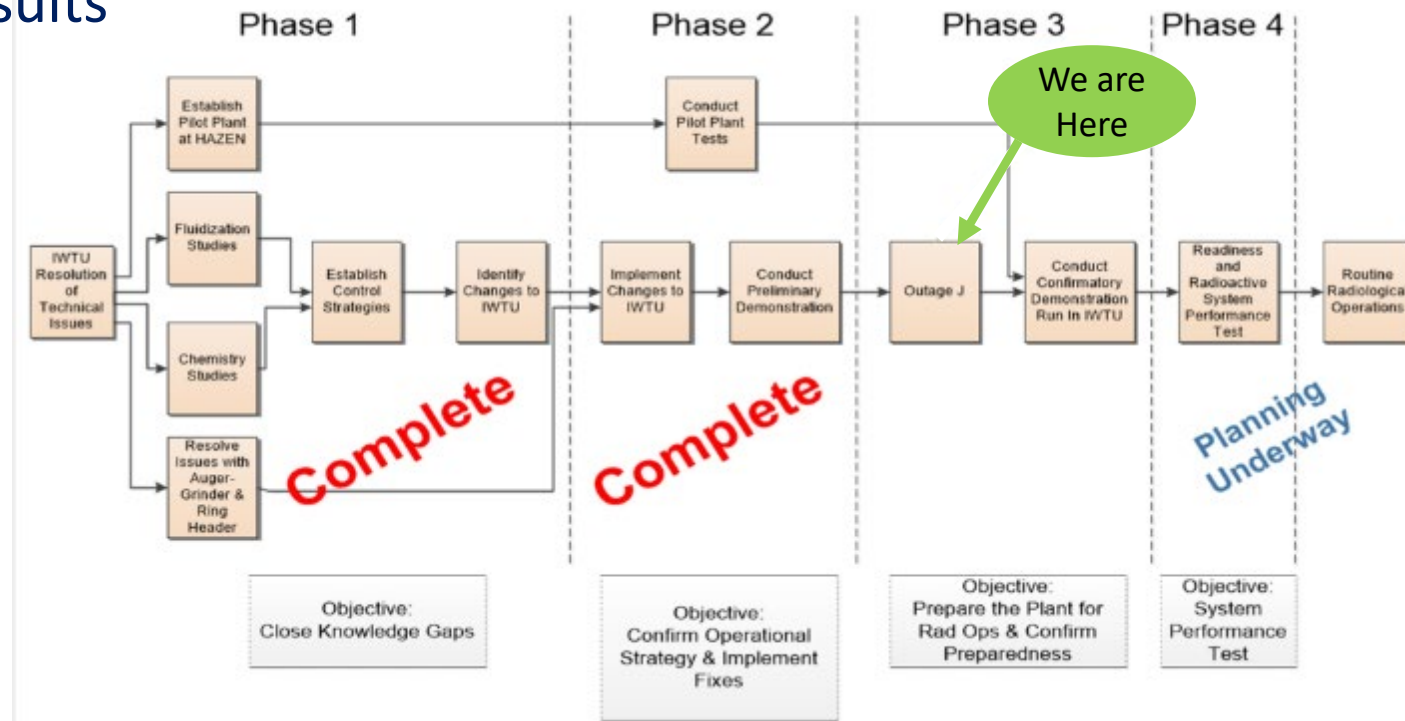 sults
Phase 1
Phase 2
Phase 3
Phase 4
We are
Here
Establish
Pilot Plant
at HAZEN
Conduct
Pilot Plant
Tests
Fluidization
Studies
IWTU
Resolution
of
Technical
Issues
Establish
Control
Strategies
Identify
Changes to
IWTU
Implement
Changes to
IWTU
Conduct
Preliminary
Demonstration
Outage J
Conduct
Confirmatory
Demonstration
Run In IWTU
Readiness
and
Radioactive
System
Performance
Test
Routine
Radiological
Operations
Chemistry
Studies
Resolve
Issues with
Auger-
Grinder &
Ring
Header
Complete
Complete
Planning
Underway
Objective:
Close Knowledge Gaps
Objective:
Confirm Operational
Strategy & Implement
Fixes
Objective:
Prepare the Plant for
Rad Ops & Confirm
Preparedness
Objective:
System
Performance
Test